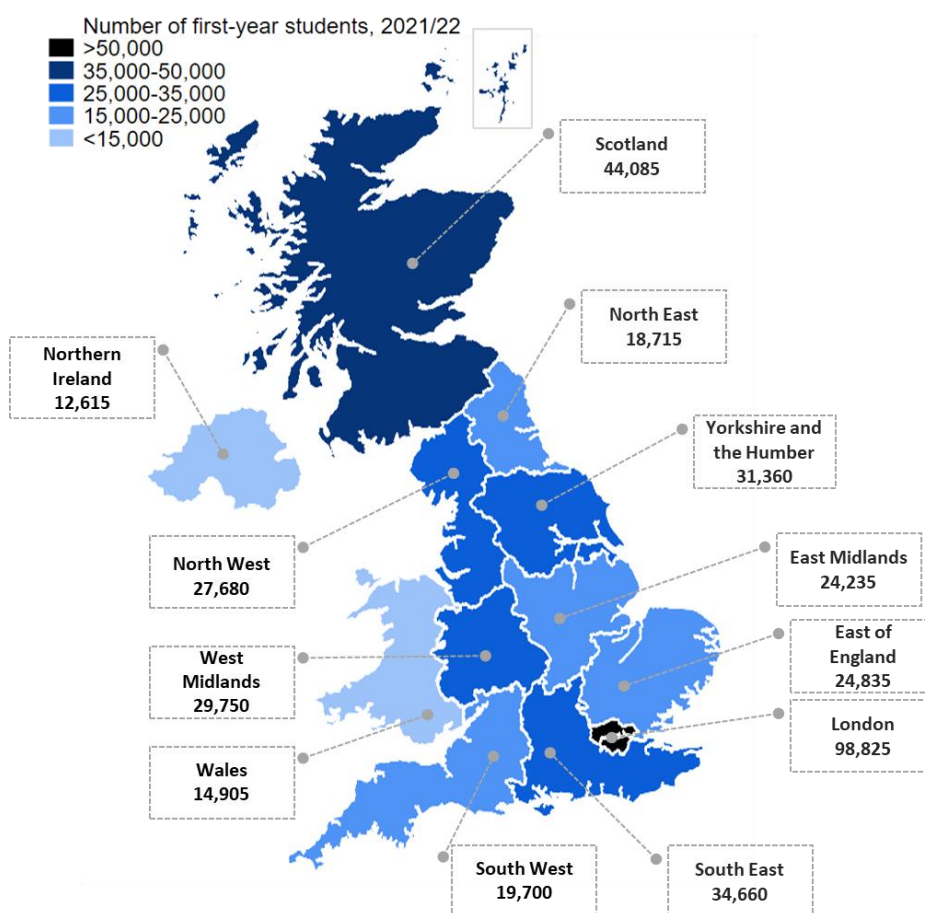 Number of first-year students, 2021/22
>50,000
35,000-50,000
25,000-35,000
15,000-25,000
<15,000
Scotland
44,085
North East
18,715
Northern
Ireland
12,615
Yorkshire and
the Humber
31,360
North West
27,680
East Midlands
24,235
East of
England
24,835
West
Midlands
29,750
London
98,825
Wales
14,905
South West
19,700
South East
34,660